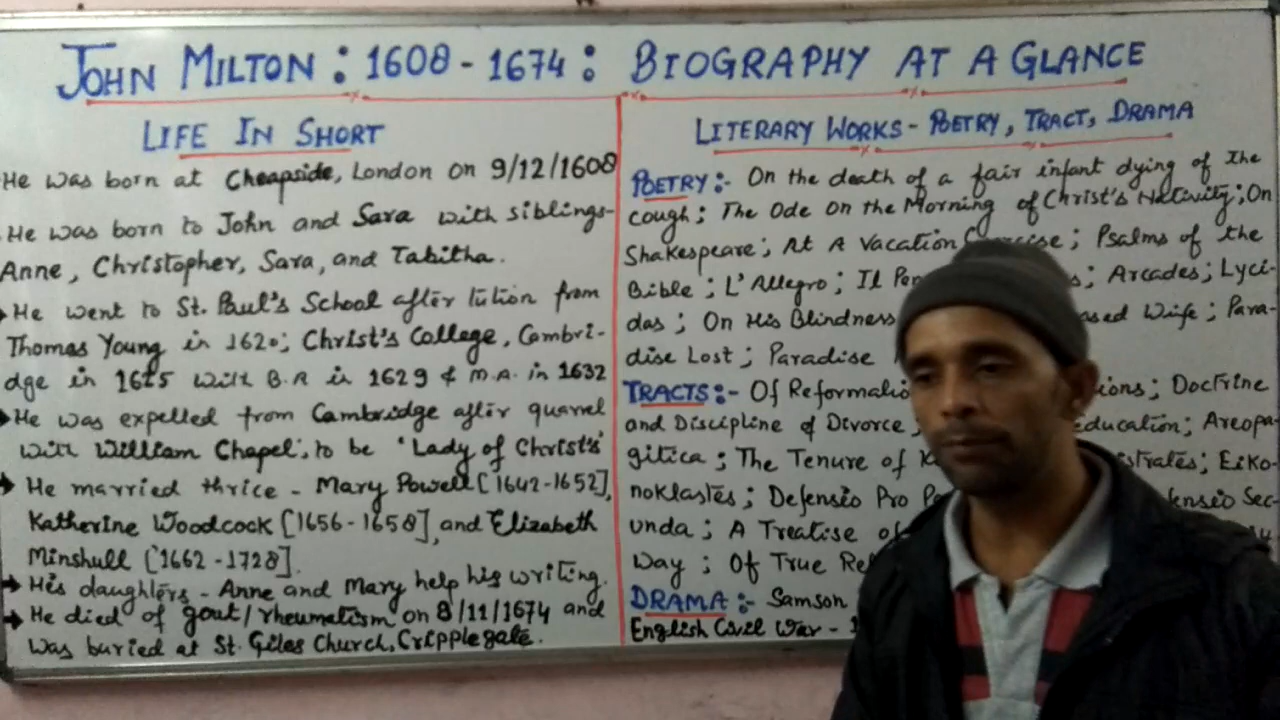 JOHN MILTON: 1608 - 1674: BIOGRAPHY AT A GLANCE
LIFE IN SHORT
He was born at Cheapside, London on 9/12/1608
He was born to John and Sara with siblings-
Anne, Christopher, Sara, and Tabitha.
He went to St. Paul's School after tution from
Thomas Young in 1620; Christ's College, Cambri-
dge in 1625 with B.A in 1629 & M.A. in 1632
He was expelled from Cambridge after quarrel
with William Chapel; to be 'Lady of Christ's'
He married thrice - Mary Powell [1642-1652],
Katherine Woodcock [1656-1658], and Elizabeth
Minshull [1662-1728].
His daughters - Anne and Mary help his writing.
He died of gout/rheumatism on 8/11/1674 and
was buried at St. Giles Church, Cripplegate.
LITERARY WORKS - POETRY, TRACT, DRAMA
POETRY:- On the death of a fair infant dying of the
cough; The Ode on the Morning of Christ's Nativity; On
Shakespeare; At A Vacation ; Psalms of the
Bible; L'Allegro; Il ; Arcades; Lyci-
das; On His Blindness Wife; Para-
dise Lost; Paradise
TRACTS:- Of ; Doctrine
and Discipline of Divorce, education; Areopa-
gitica; The Tenure of ; Eiko-
noklastes; Defensio Pro Sec-
unda; A Treatise of
Way; Of True
DRAMA:- Samson
English Civil War -